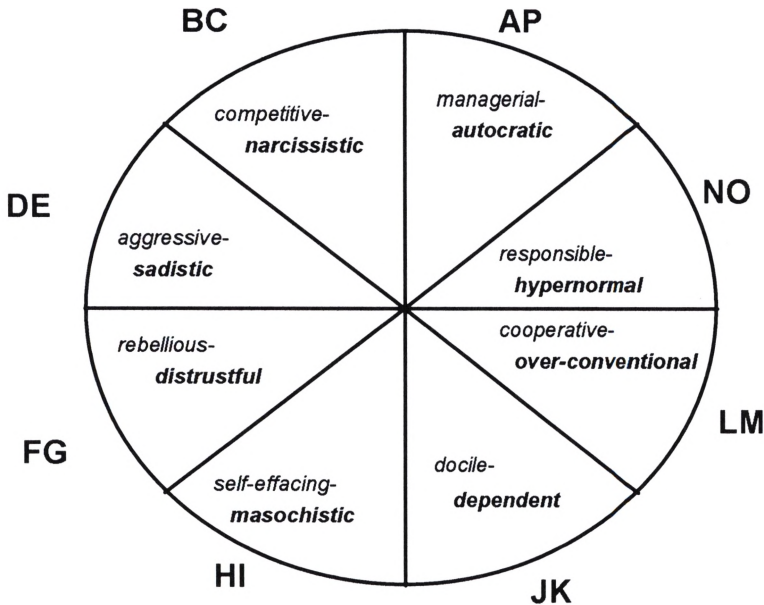 BC
AP
competitive-
narcissistic
managerial-
autocratic
DE
NO
aggressive-
sadistic
responsible-
hypernormal
rebellious-
distrustful
cooperative-
over-conventional
FG
LM
self-effacing-
masochistic
docile-
dependent
HI
JK